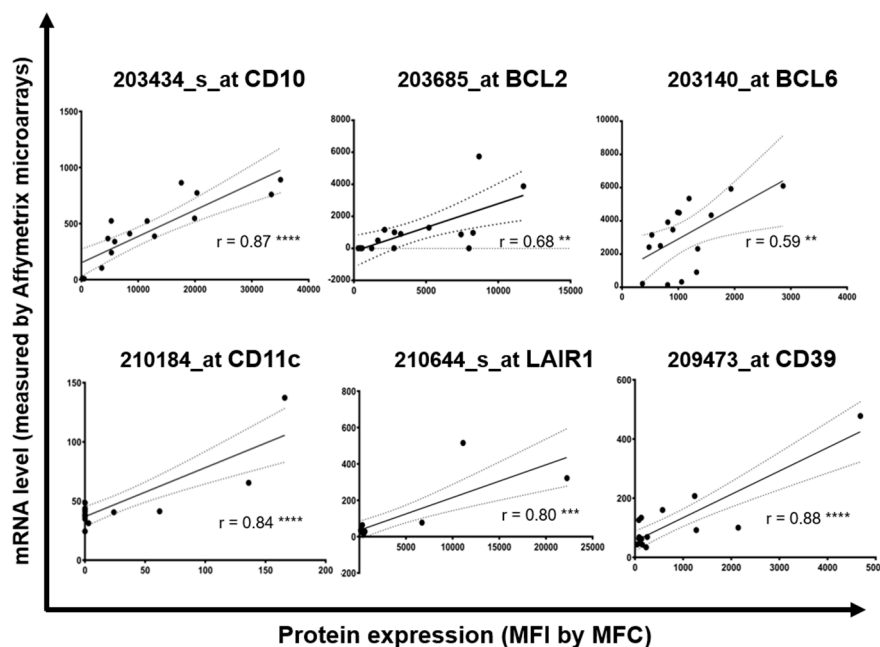 mRNA level (measured by Affymetrix microarrays)
203434_s_at CD10
1500
1000
500
0
0 10000 20000 30000 40000
r = 0.87 ****
203685_at BCL2
8000
6000
4000
2000
0
-2000
0 5000 10000 15000
r = 0.68 **
203140_at BCL6
10000
8000
6000
4000
2000
0
0 1000 2000 3000 4000
r = 0.59 **
210184_at CD11c
150
100
50
0
0 50 100 150 200
r = 0.84 ****
210644_s_at LAIR1
800
600
400
200
0
-200
5000 10000 15000 20000 25000
r = 0.80 ***
209473_at CD39
600
400
200
0
0 1000 2000 3000 4000 500
r = 0.88 ****
Protein expression (MFI by MFC)